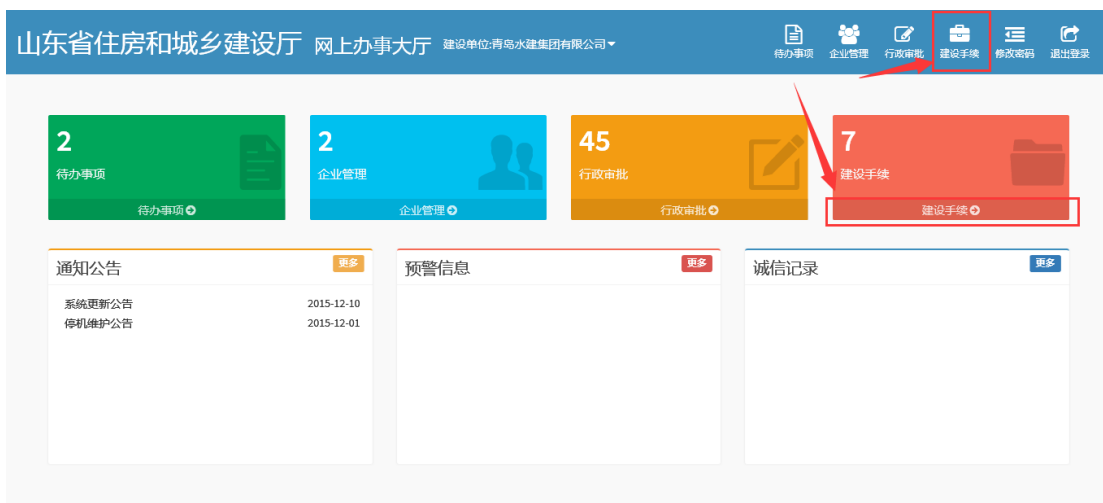 山东省住房和城乡建设厅 网上办事大厅 建设单位:青岛水建集团有限公司
待办事项 企业管理 行政审批 建设手续 修改密码 退出登录
2 2 45 7
待办事项 企业管理 行政审批 建设手续
待办事项 企业管理 行政审批 建设手续
通知公告 更多 预警信息 更多 诚信记录 更多
系统更新公告 2015-12-10
停机维护公告 2015-12-01